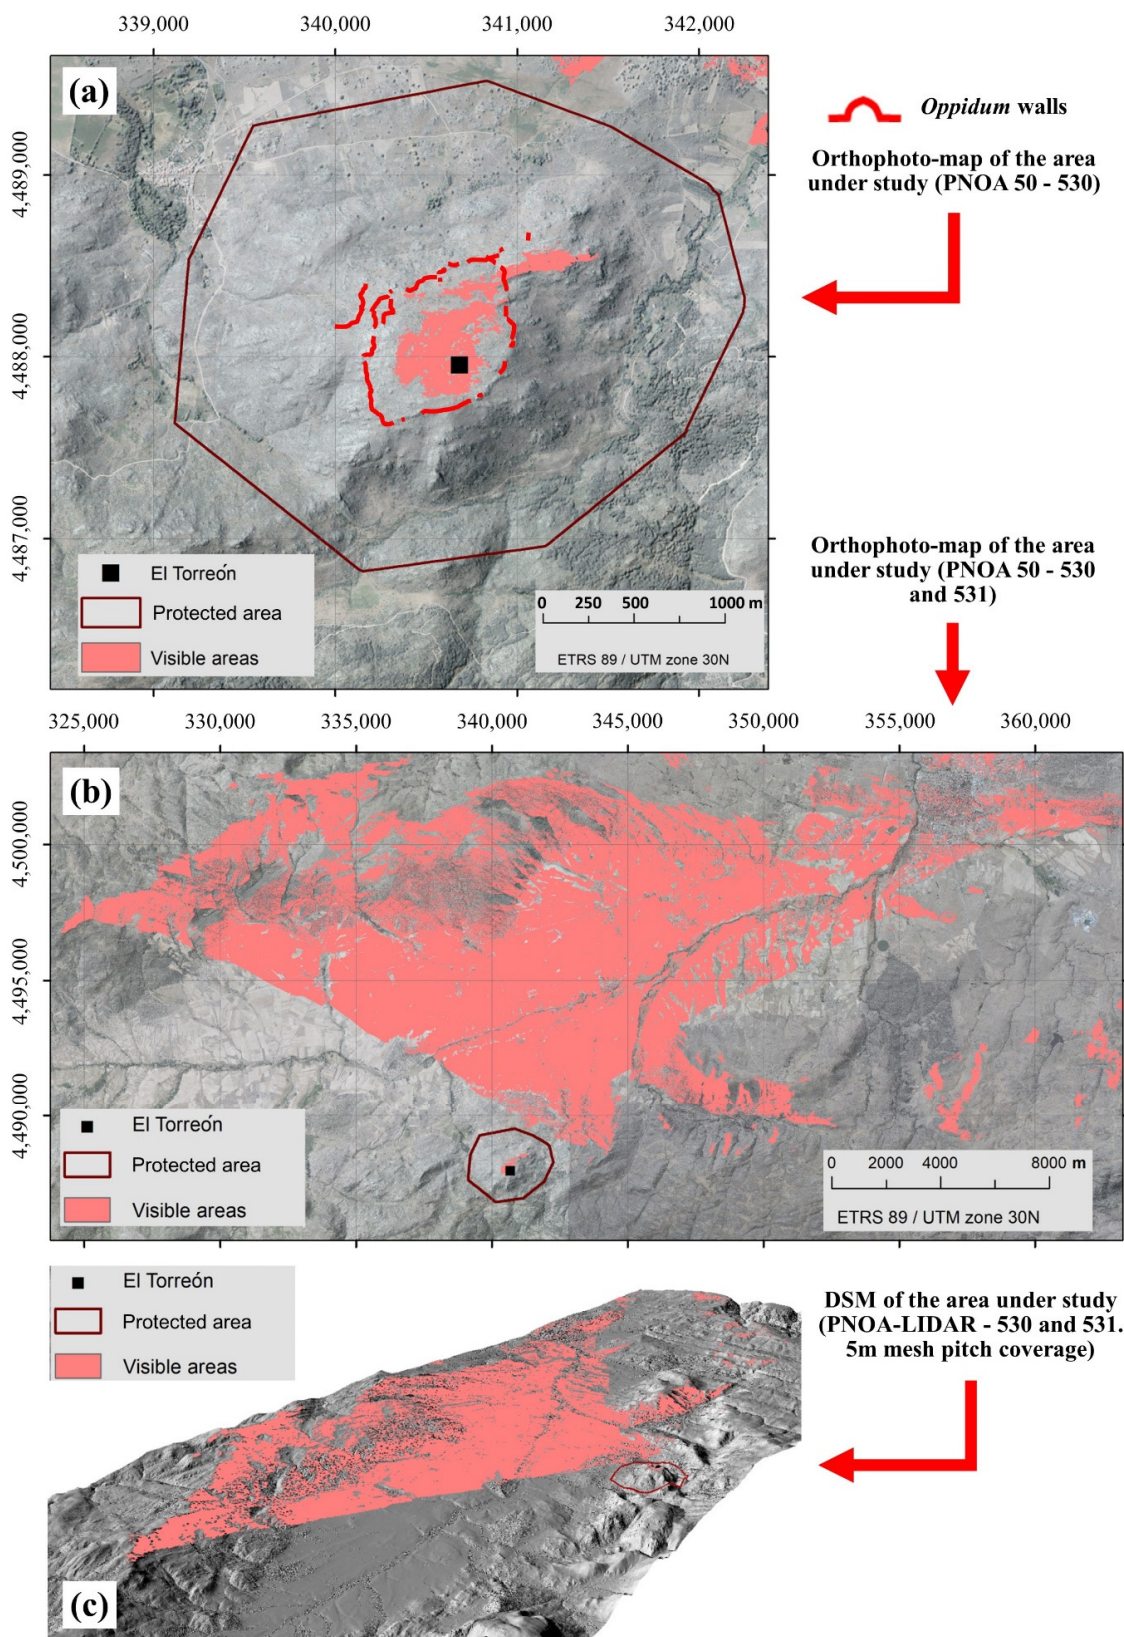 339,000 340,000 341,000 342,000
(a)
4,489,000
4,488,000
4,487,000
Oppidum walls
Orthophoto-map of the area
under study (PNOA 50 - 530)
El Torreón
Protected area
Visible areas
0 250 500 1000 m
ETRS 89 / UTM zone 30N
Orthophoto-map of the area
under study (PNOA 50 - 530
and 531)
325,000 330,000 335,000 340,000 345,000 350,000 355,000 360,000
(b)
4,500,000
4,495,000
4,490,000
El Torreón
Protected area
Visible areas
0 2000 4000 8000 m
ETRS 89 / UTM zone 30N
El Torreón
Protected area
Visible areas
DSM of the area under study
(PNOA-LIDAR - 530 and 531.
5m mesh pitch coverage)
(c)